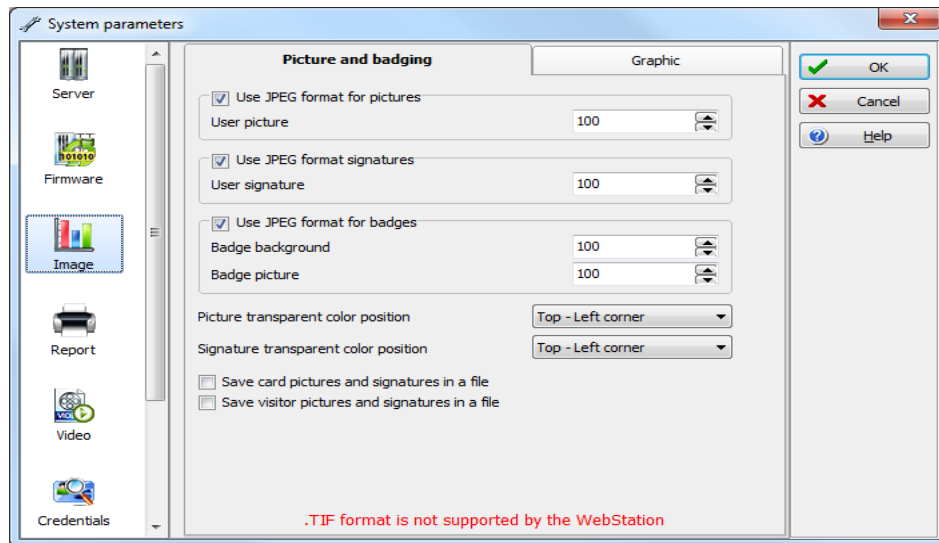 System parameters
Server
Firmware
Image
Report
Video
Credentials
Picture and badging
Graphic
Use JPEG format for pictures
User picture 100
Use JPEG format signatures
User signature 100
Use JPEG format for badges
Badge background 100
Badge picture 100
Picture transparent color position Top - Left corner
Signature transparent color position Top - Left corner
Save card pictures and signatures in a file
Save visitor pictures and signatures in a file
.TIF format is not supported by the WebStation
OK
Cancel
Help